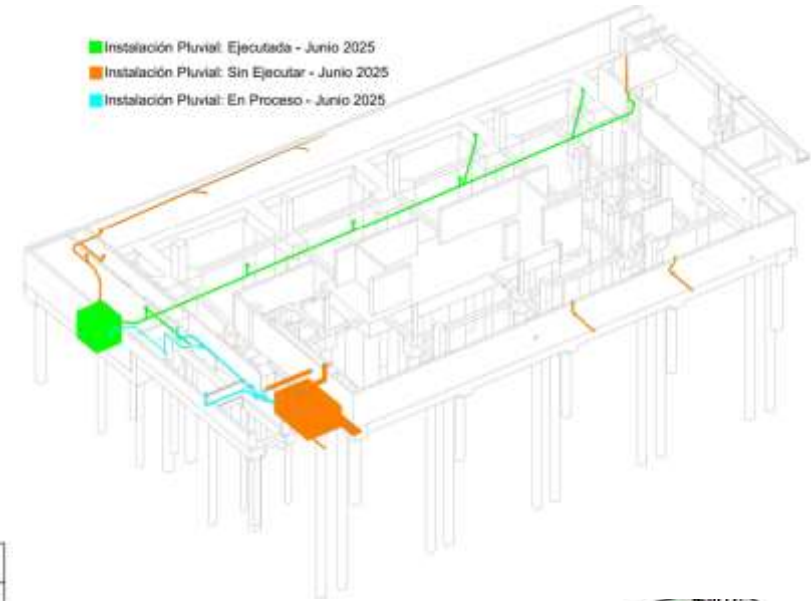 Instalación Pluvial: Ejecutada - Junio 2025
Instalación Pluvial: Sin Ejecutar - Junio 2025
Instalación Pluvial: En Proceso - Junio 2025